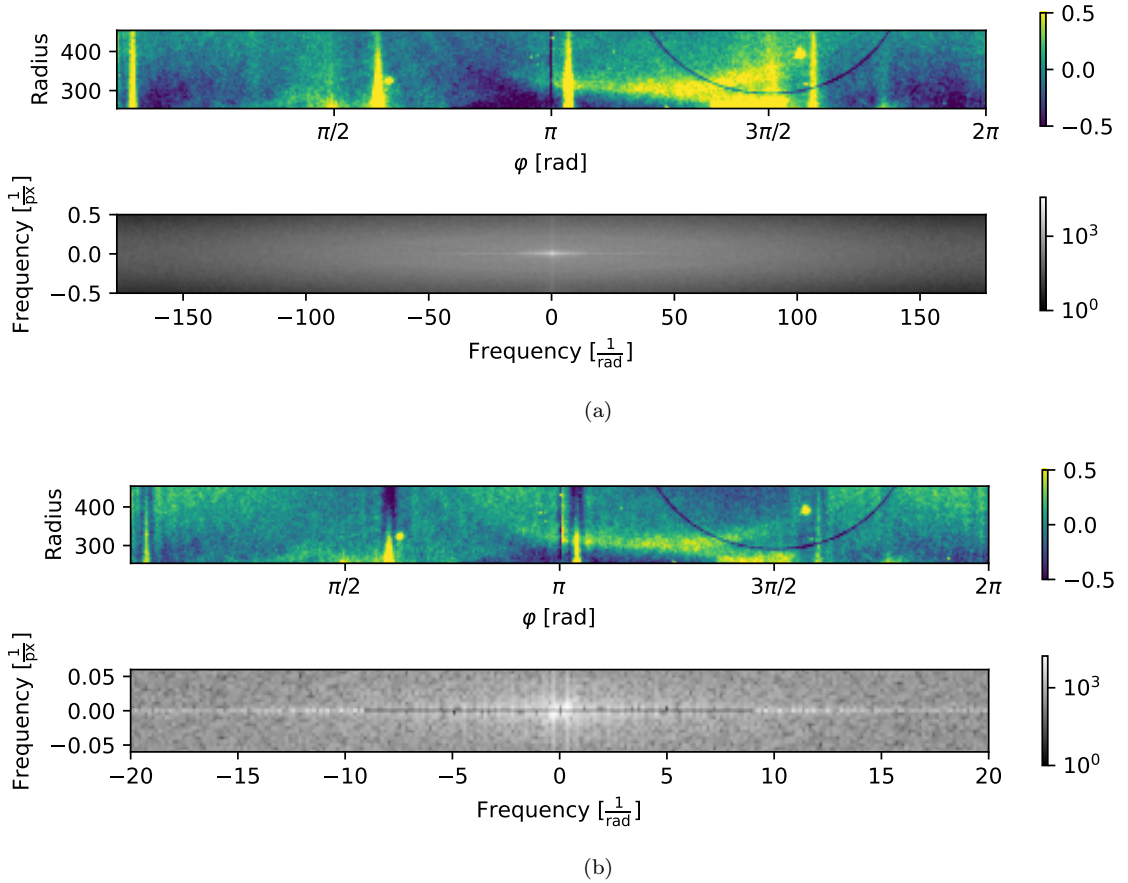 Radius
400
300
π/2
π
3π/2
2π
φ [rad]
0.5
0.0
−0.5
Frequency [1/px]
0.5
0.0
−0.5
−150
−100
−50
0
50
100
150
Frequency [1/rad]
10³
10⁰
(a)
Radius
400
300
π/2
π
3π/2
2π
φ [rad]
0.5
0.0
−0.5
Frequency [1/px]
0.05
0.00
−0.05
−20
−15
−10
−5
0
5
10
15
20
Frequency [1/rad]
10³
10⁰
(b)